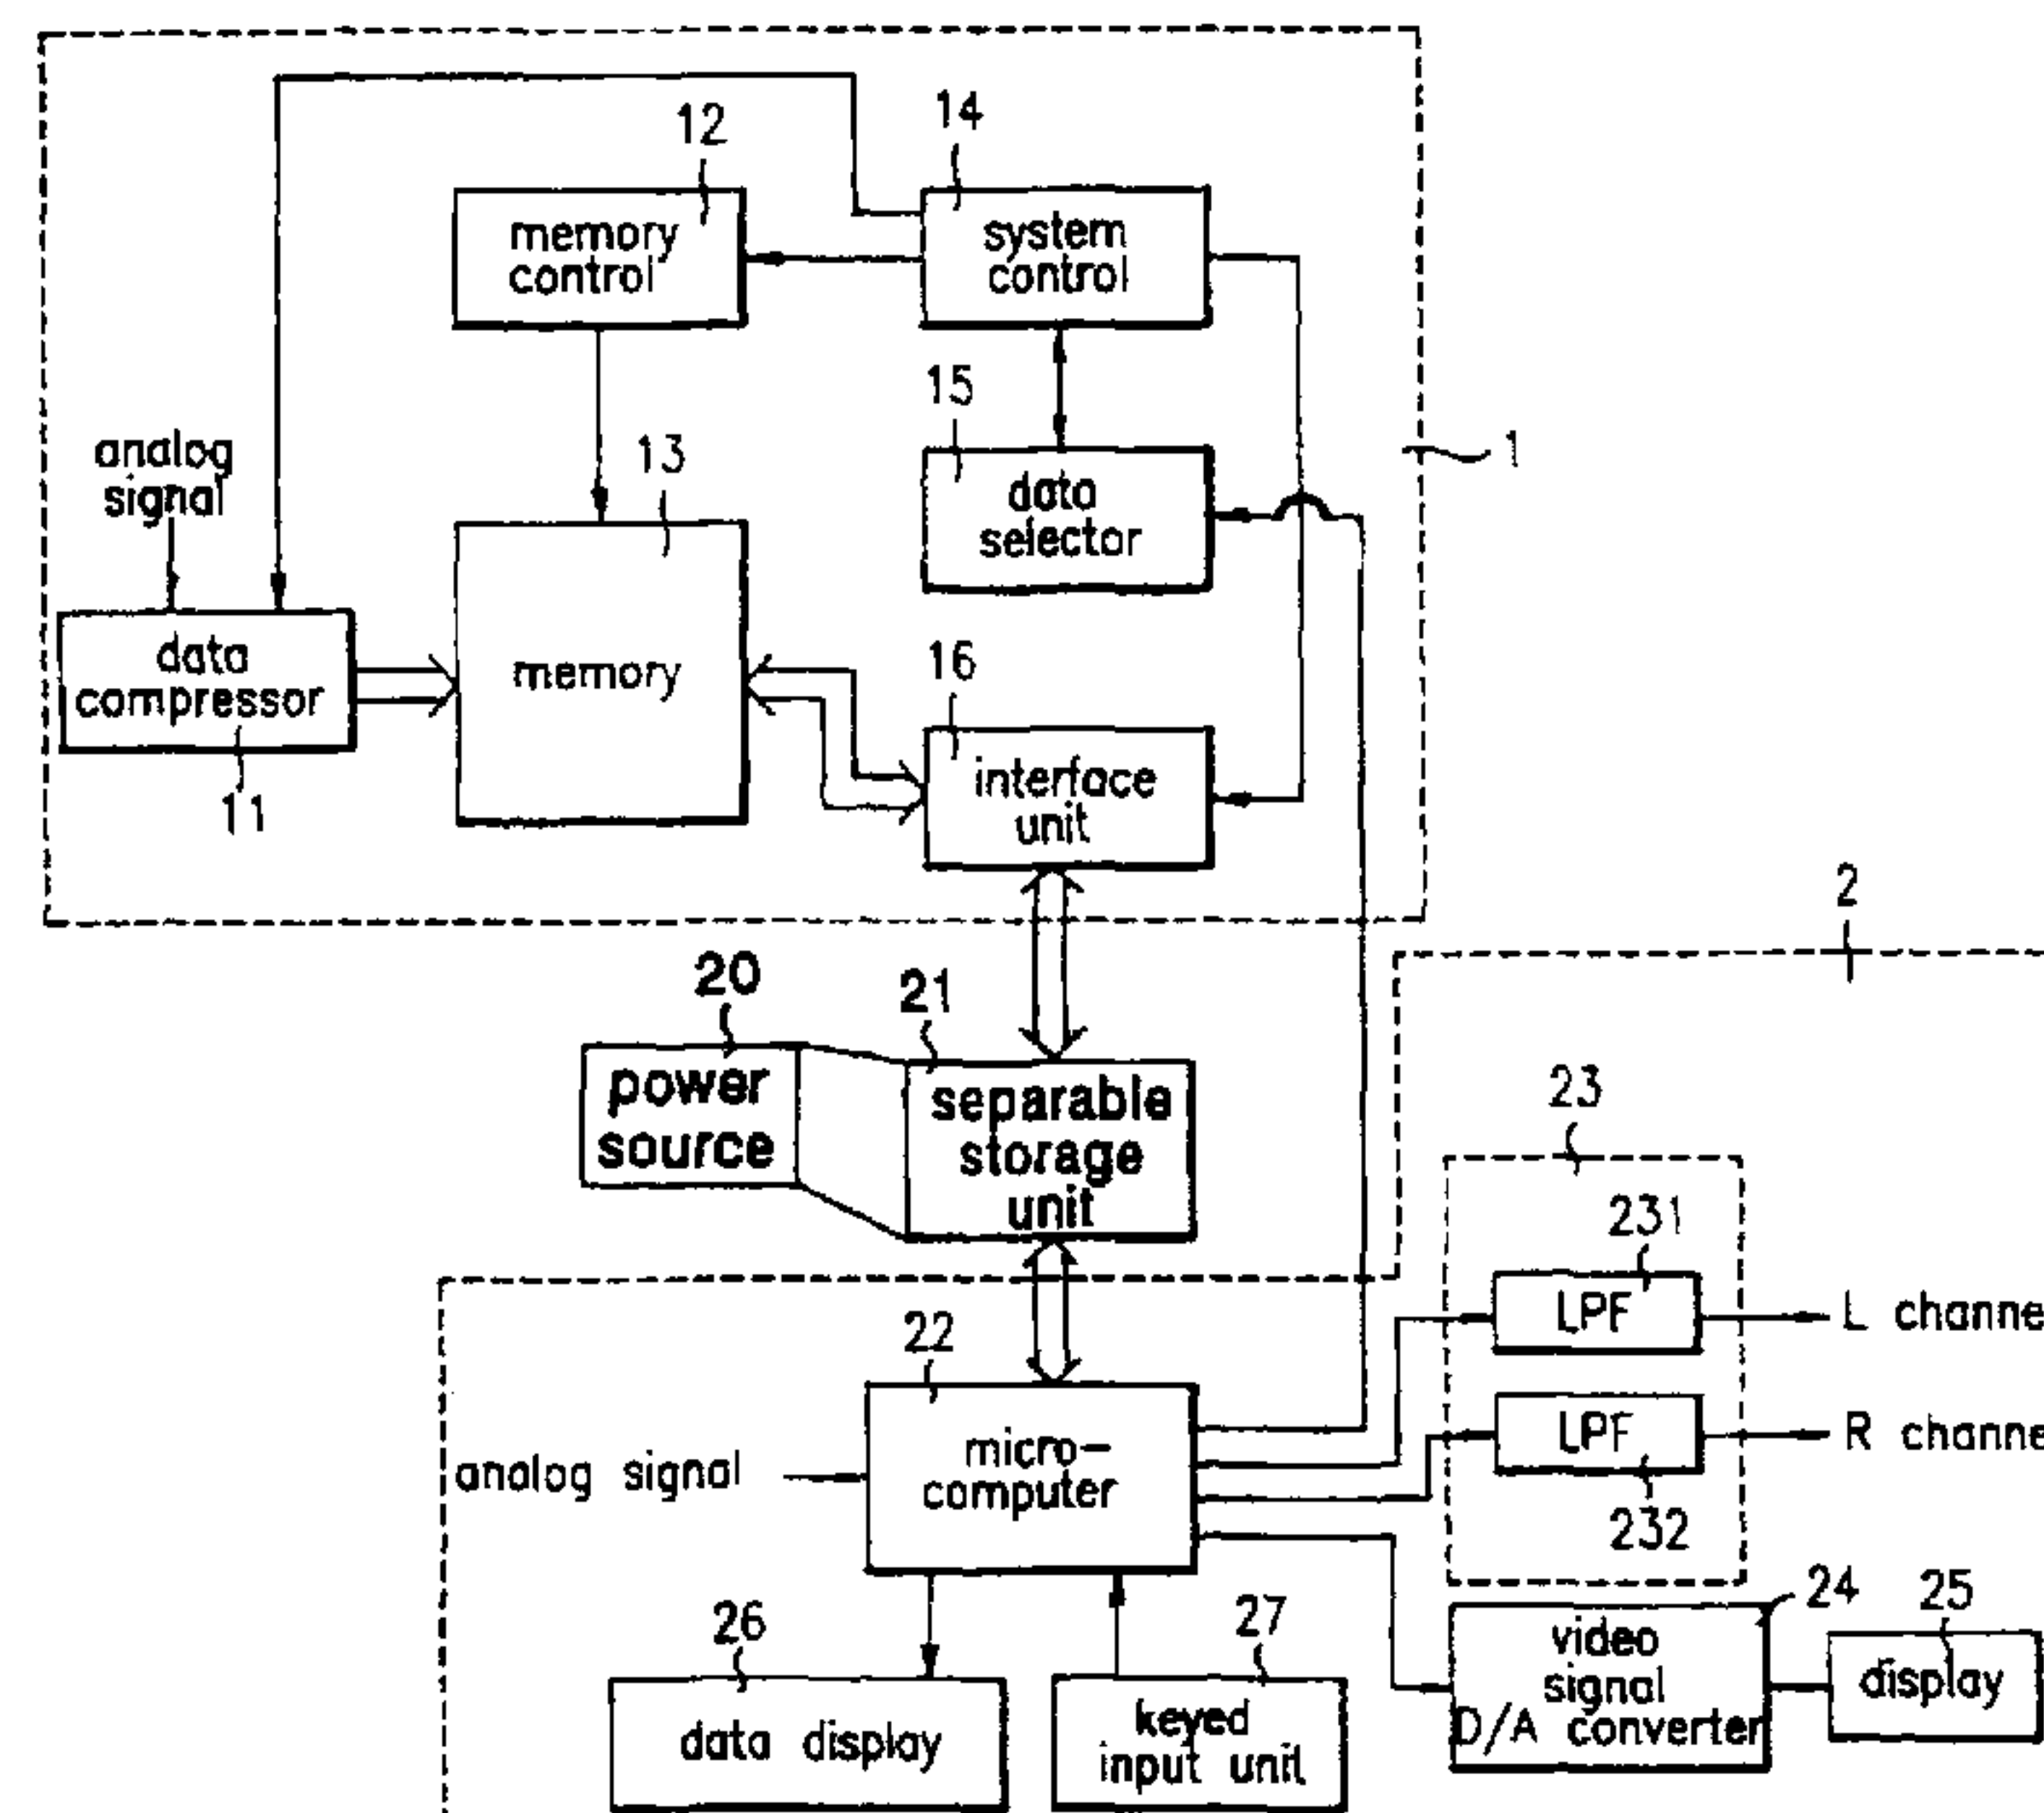 12
14
memory
control
system
control
15
analog
signal
13
data
selector
1
data
compressor
memory
16
interface
unit
11
2
20
21
power
source
separable
storage
unit
23
231
LPF
L channe
22
LPF
R channe
analog signal
micro-
computer
232
24
25
26
27
video
signal
D/A converter
display
data display
keyed
input unit